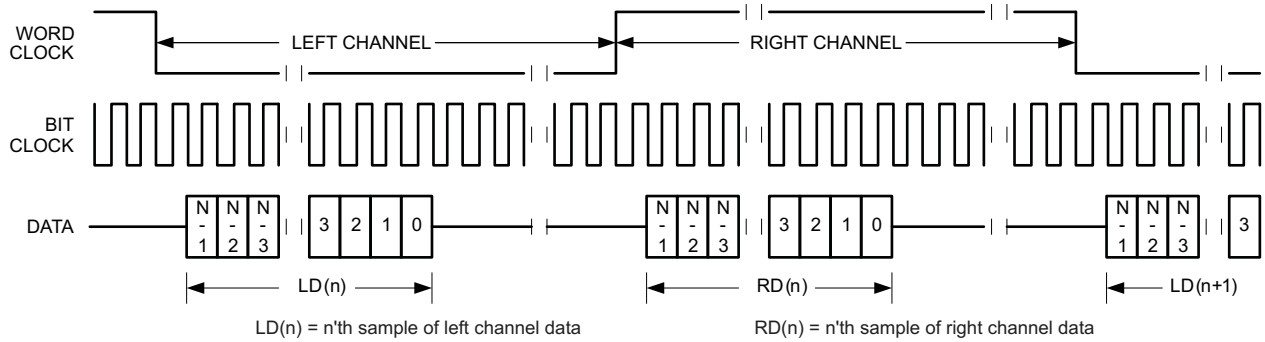 WORD
CLOCK
LEFT CHANNEL
RIGHT CHANNEL
BIT
CLOCK
DATA
N-1 N-2 N-3 3 2 1 0 N-1 N-2 N-3 3 2 1 0 N-1 N-2 N-3 3
LD(n)
RD(n)
LD(n+1)
LD(n) = n'th sample of left channel data
RD(n) = n'th sample of right channel data